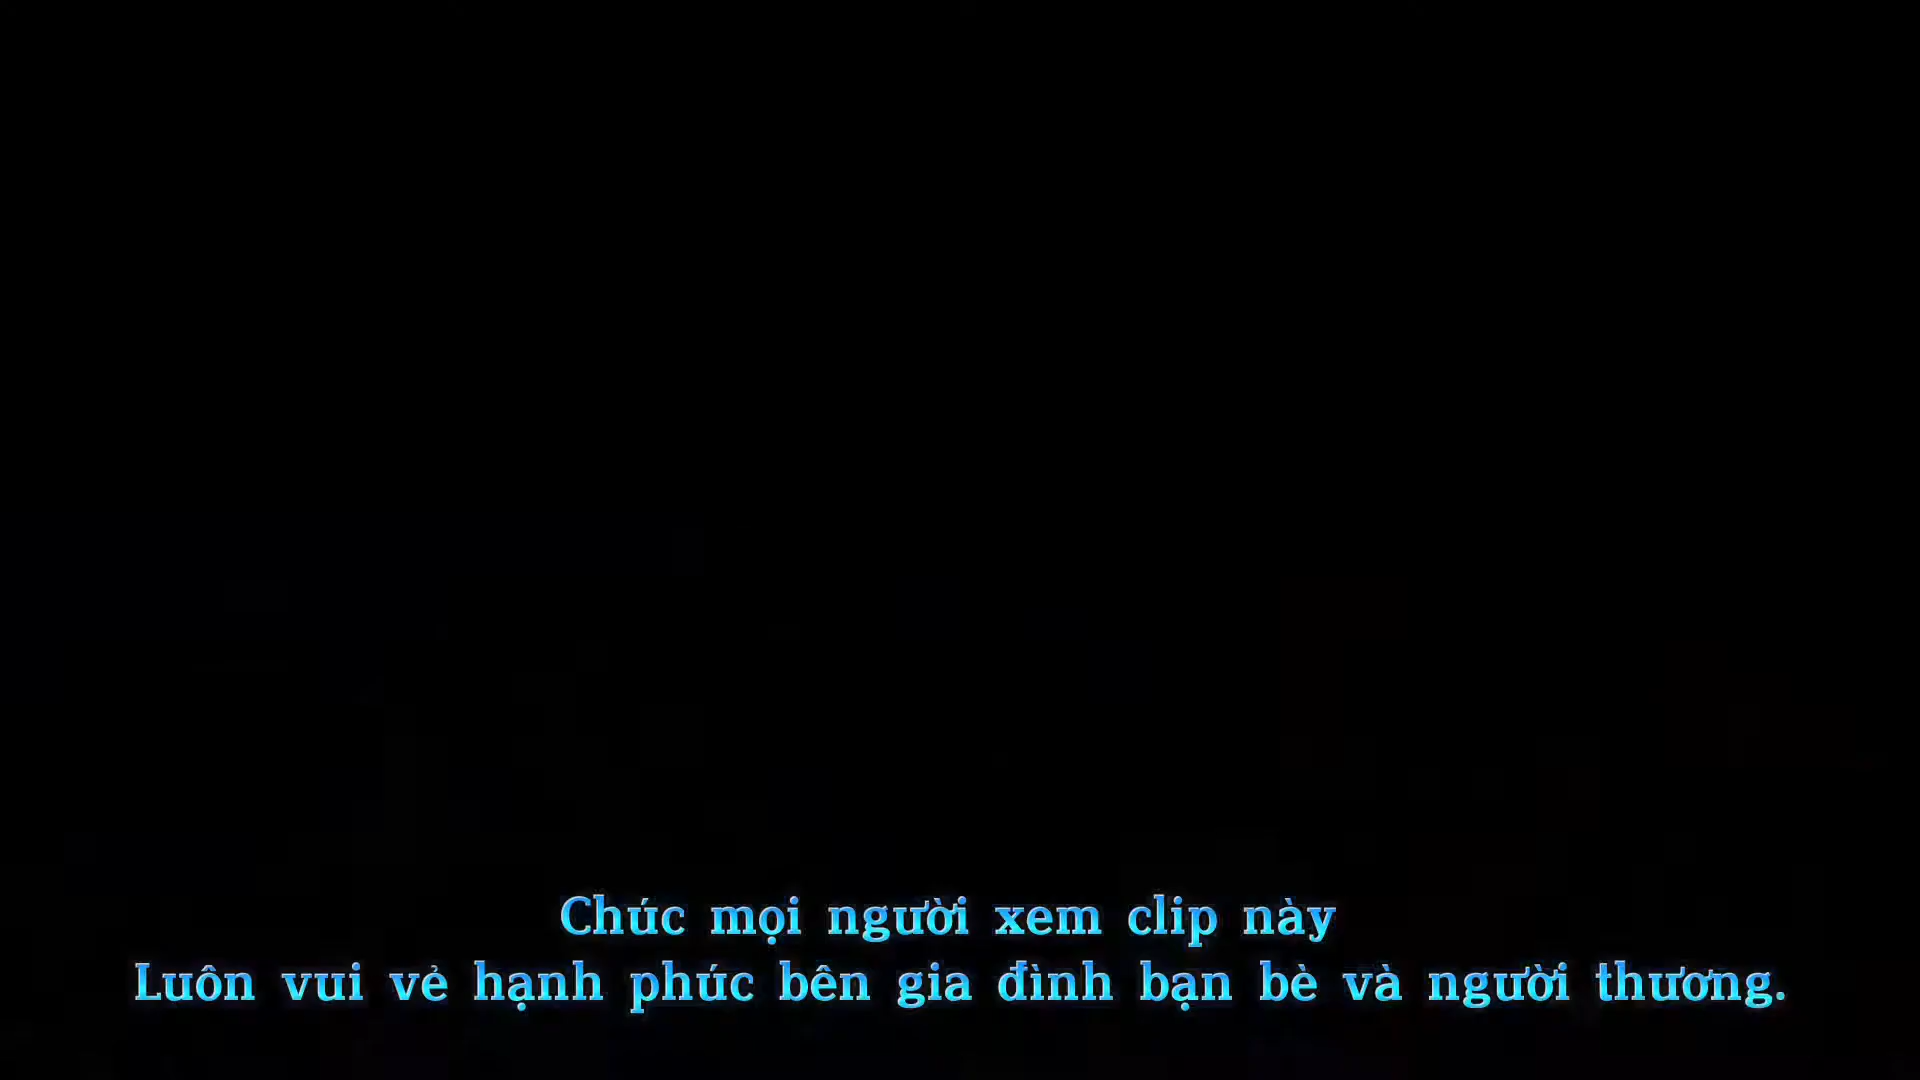 Chúc mọi người xem clip này
Luôn vui vẻ hạnh phúc bên gia đình bạn bè và người thương.